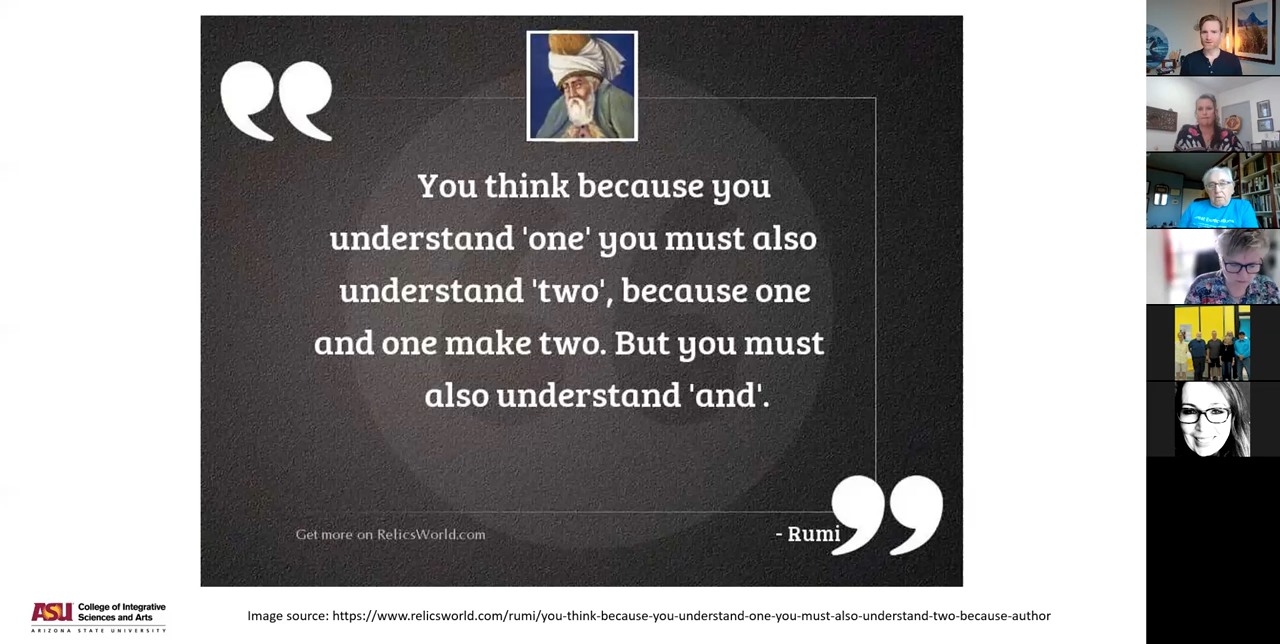 You think because you
understand 'one' you must also
understand 'two', because one
and one make two. But you must
also understand 'and'.
Get more on RelicsWorld.com
- Rumi
ASU College of Integrative
Sciences and Arts
ARIZONA STATE UNIVERSITY
Image source: https://www.relicsworld.com/rumi/you-think-because-you-understand-one-you-must-also-understand-two-because-author